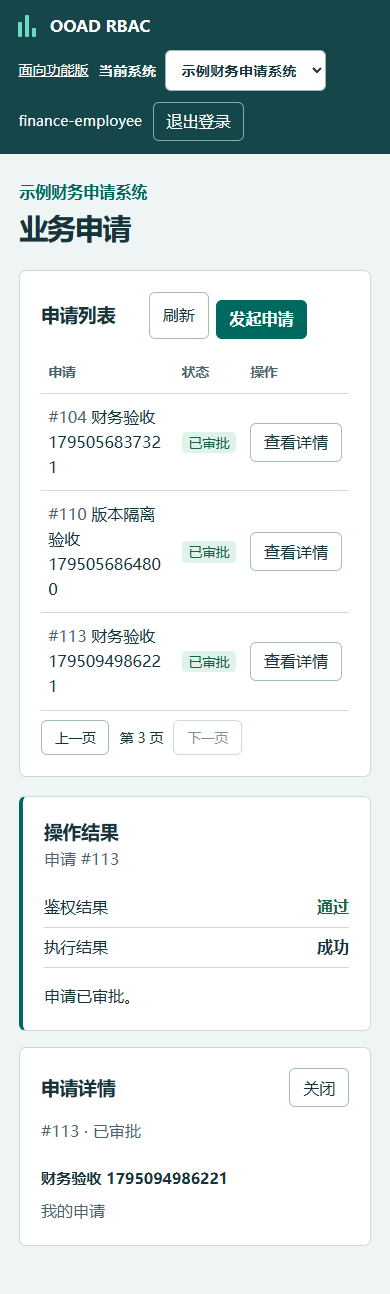 OOAD RBAC
面向功能版 当前系统 示例财务申请系统
finance-employee 退出登录
示例财务申请系统
业务申请
申请列表 刷新 发起申请
申请 状态 操作
#104 财务验收
179505683732
1
已审批 查看详情
#110 版本隔离
验收
179505686480
0
已审批 查看详情
#113 财务验收
179509498622
1
已审批 查看详情
上一页 第 3 页 下一页
操作结果
申请 #113
鉴权结果 通过
执行结果 成功
申请已审批。
申请详情 关闭
#113 · 已审批
财务验收 1795094986221
我的申请